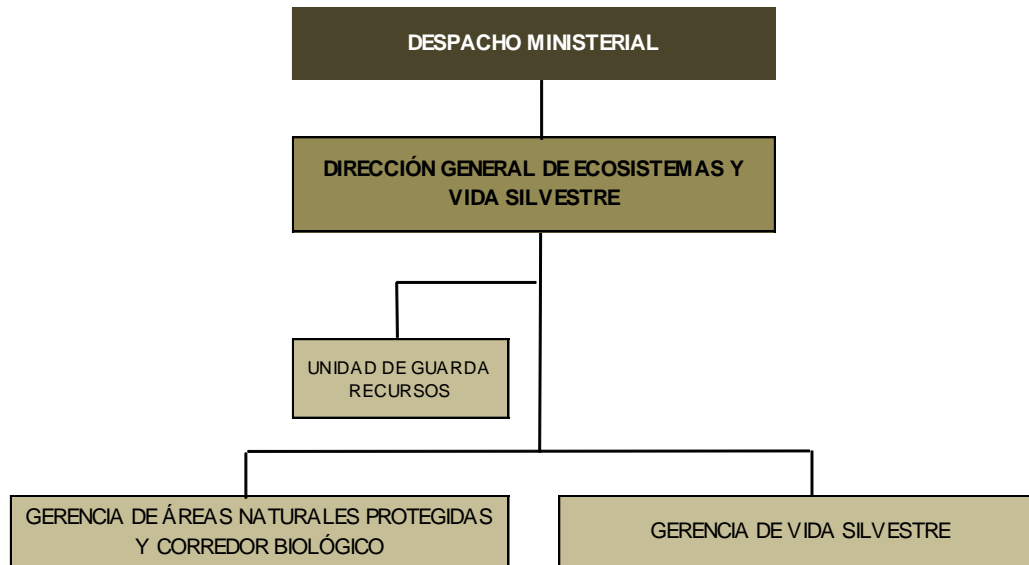 DESPACHO MINISTERIAL
DIRECCIÓN GENERAL DE ECOSISTEMAS Y
VIDA SILVESTRE
UNIDAD DE GUARDA
RECURSOS
GERENCIA DE ÁREAS NATURALES PROTEGIDAS
Y CORREDOR BIOLÓGICO
GERENCIA DE VIDA SILVESTRE